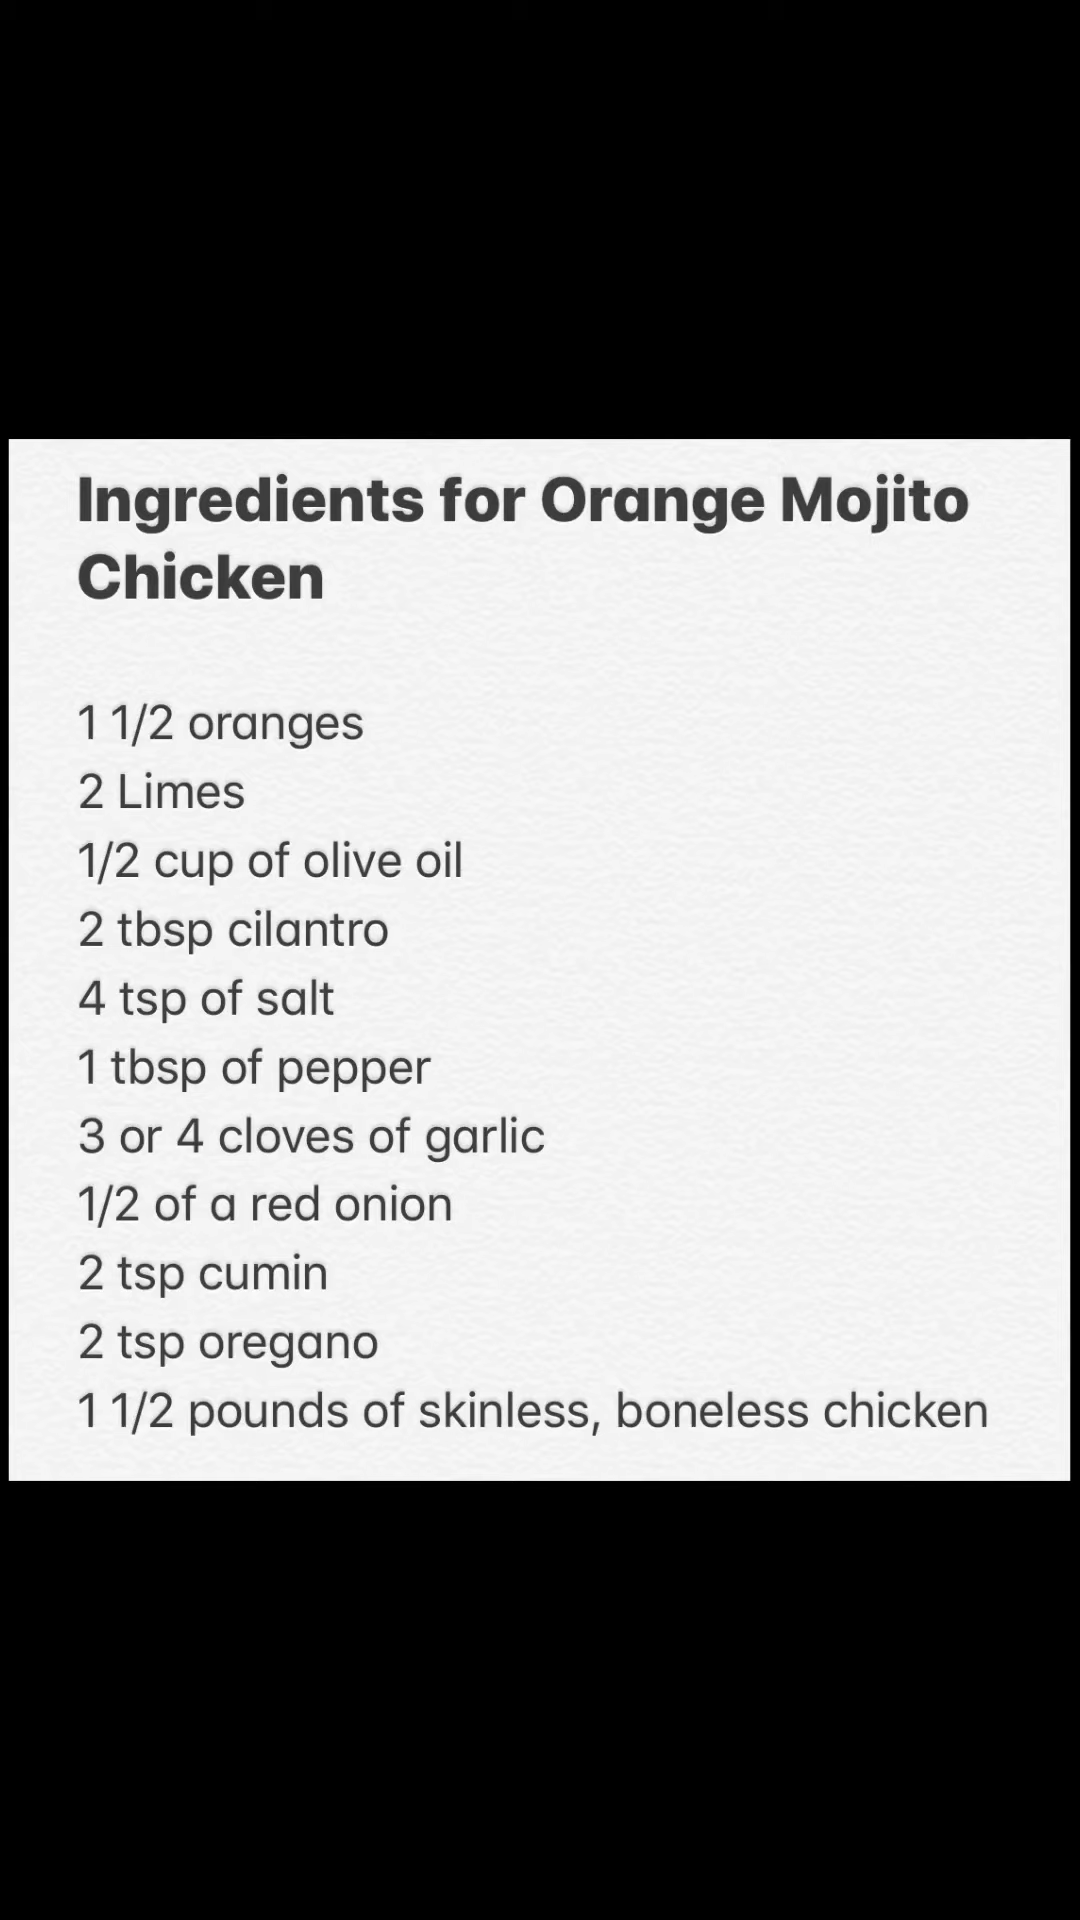 Ingredients for Orange Mojito
Chicken
1 1/2 oranges
2 Limes
1/2 cup of olive oil
2 tbsp cilantro
4 tsp of salt
1 tbsp of pepper
3 or 4 cloves of garlic
1/2 of a red onion
2 tsp cumin
2 tsp oregano
1 1/2 pounds of skinless, boneless chicken